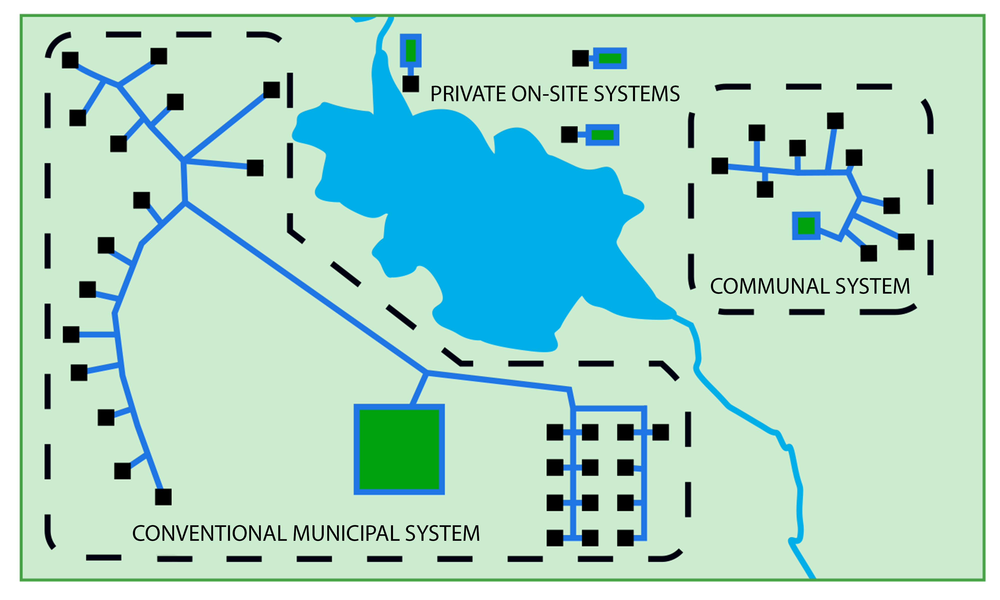 PRIVATE ON-SITE SYSTEMS
COMMUNAL SYSTEM
CONVENTIONAL MUNICIPAL SYSTEM